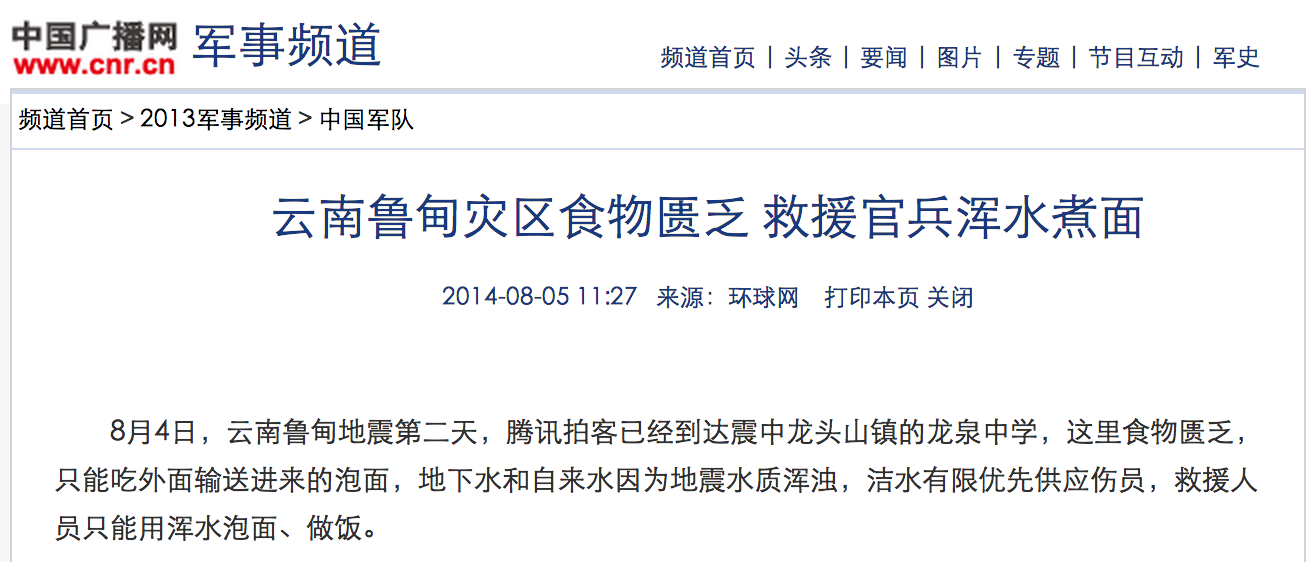 中国广播网 军事频道
www.cnr.cn
频道首页 | 头条 | 要闻 | 图片 | 专题 | 节目互动 | 军史
频道首页 > 2013军事频道 > 中国军队
云南鲁甸灾区食物匮乏 救援官兵浑水煮面
2014-08-05 11:27 来源：环球网 打印本页 关闭
8月4日，云南鲁甸地震第二天，腾讯拍客已经到达震中龙头山镇的龙泉中学，这里食物匮乏，
只能吃外面输送进来的泡面，地下水和自来水因为地震水质浑浊，洁水有限优先供应伤员，救援人
员只能用浑水泡面、做饭。